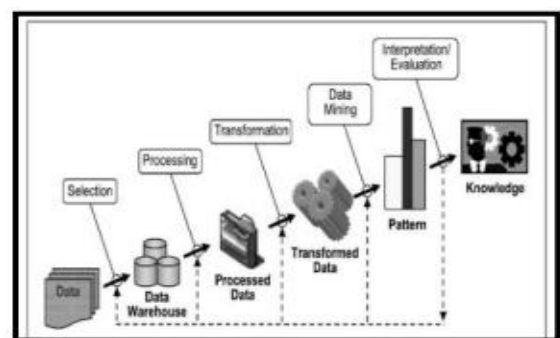 Interpretation/
Evaluation
Data
Mining
Transformation
Processing
Selection
Knowledge
Pattern
Transformed
Data
Processed
Data
Data
Warehouse
Data